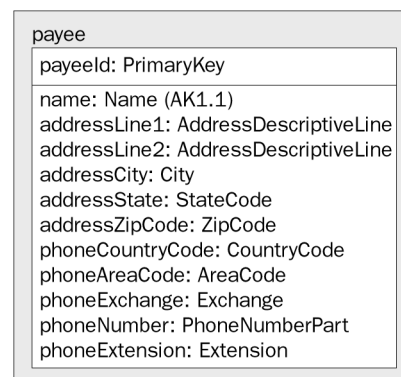 payee
payeeId: PrimaryKey
name: Name (AK1.1)
addressLine1: AddressDescriptiveLine
addressLine2: AddressDescriptiveLine
addressCity: City
addressState: StateCode
addressZipCode: ZipCode
phoneCountryCode: CountryCode
phoneAreaCode: AreaCode
phoneExchange: Exchange
phoneNumber: PhoneNumberPart
phoneExtension: Extension